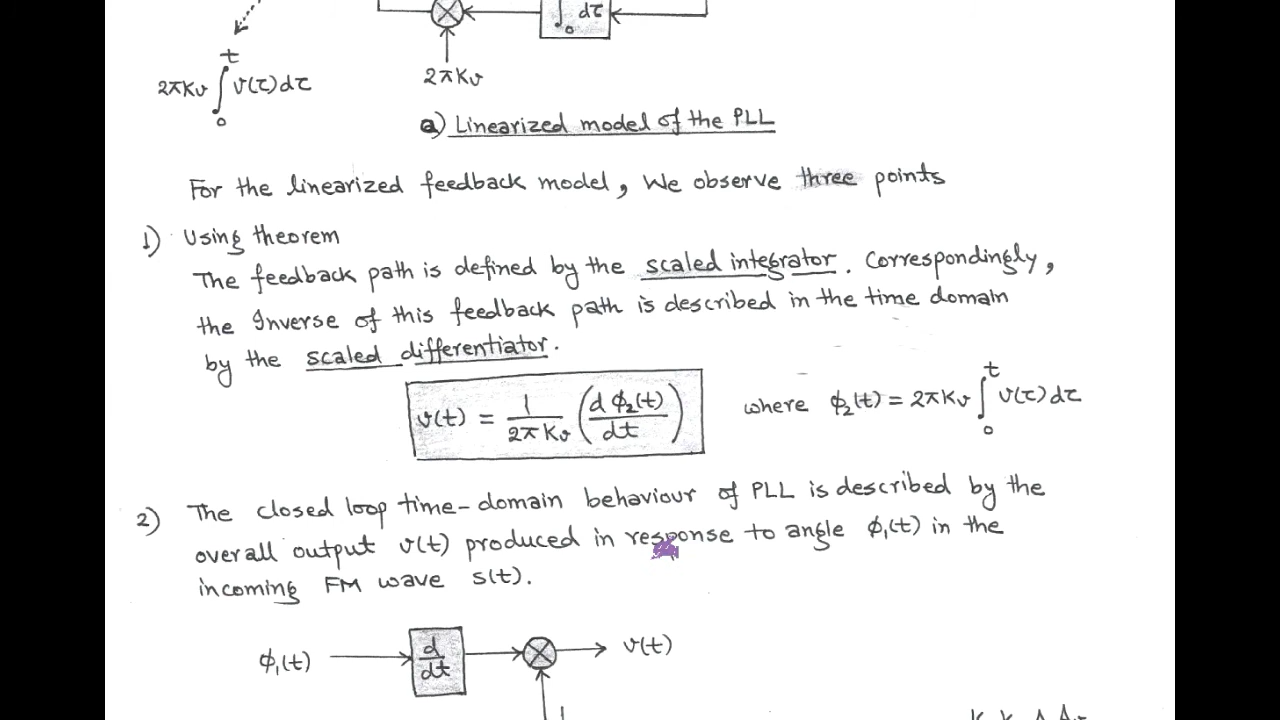 ∫₀ dτ
2πKv ∫₀ᵗ v(τ)dτ
2πKv
a) Linearized model of the PLL
For the linearized feedback model, We observe three points
1) Using theorem
The feedback path is defined by the scaled integrator. Correspondingly,
the Inverse of this feedback path is described in the time domain
by the scaled differentiator.
v(t) = 1/2πKv (dϕ₂(t)/dt) where ϕ₂(t) = 2πKv ∫₀ᵗ v(τ)dτ
2) The closed loop time-domain behaviour of PLL is described by the
overall output v(t) produced in response to angle ϕ₁(t) in the
incoming FM wave s(t).
ϕ₁(t) d/dt v(t)